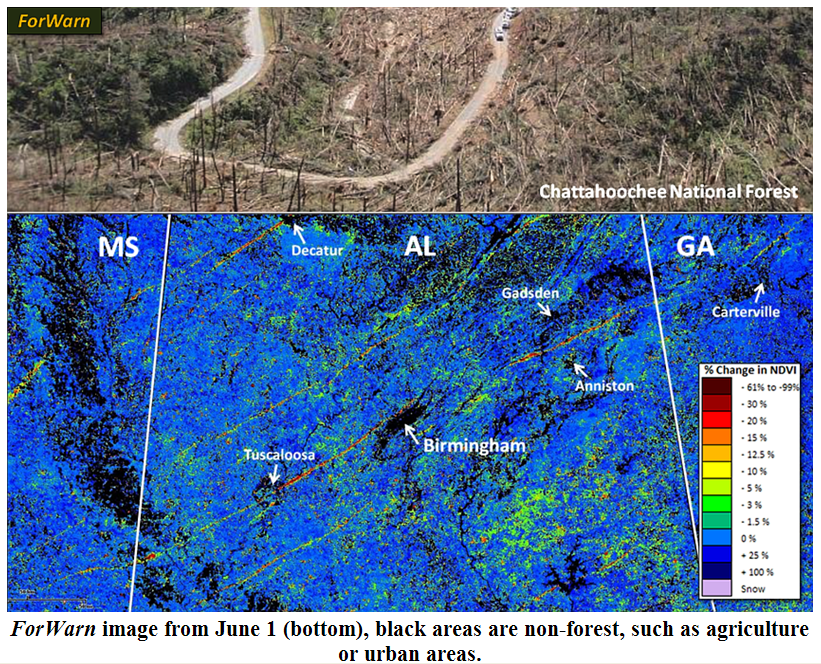 ForWarn
Chattahoochee National Forest
MS
AL
GA
Decatur
Gadsden
Carterville
Anniston
Birmingham
Tuscaloosa
% Change in NDVI
- 61% to -99%
- 30 %
- 20 %
- 15 %
- 12.5 %
- 10 %
- 5 %
- 3 %
- 1.5 %
0 %
+ 25 %
+ 100 %
Snow
ForWarn image from June 1 (bottom), black areas are non-forest, such as agriculture
or urban areas.